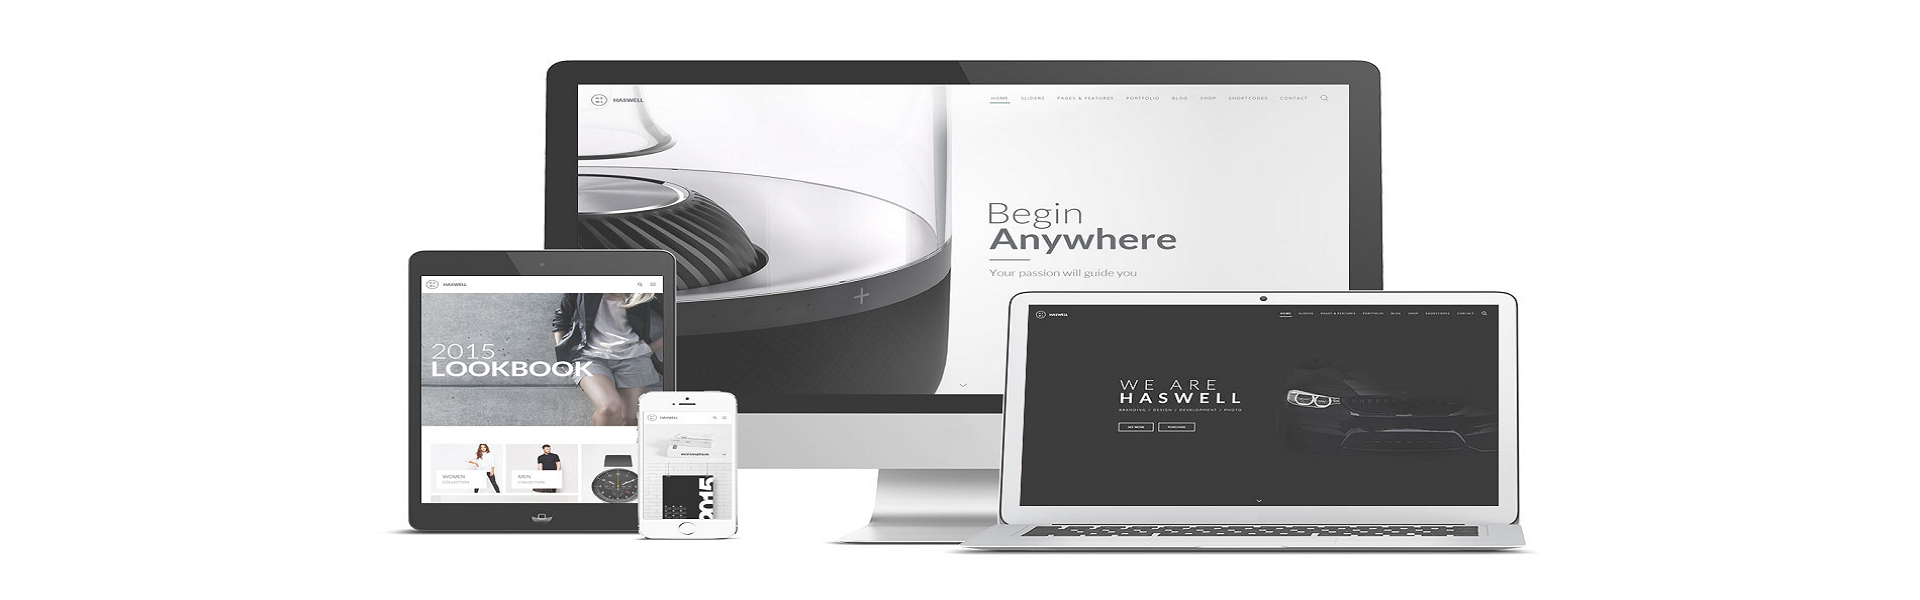 HASWELL
HOME SLIDERS PAGES & FEATURES PORTFOLIO BLOG SHOP SHORTCODES CONTACT
Begin
Anywhere
Your passion will guide you
HASWELL
2015
LOOKBOOK
WOMEN
COLLECTION
MEN
COLLECTION
HASWELL
2015
HASWELL
HOME SLIDERS PAGES & FEATURES PORTFOLIO BLOG SHOP SHORTCODES CONTACT
WE ARE
HASWELL
BRANDING / DESIGN / DEVELOPMENT / PHOTO
SEE MORE PURCHASE